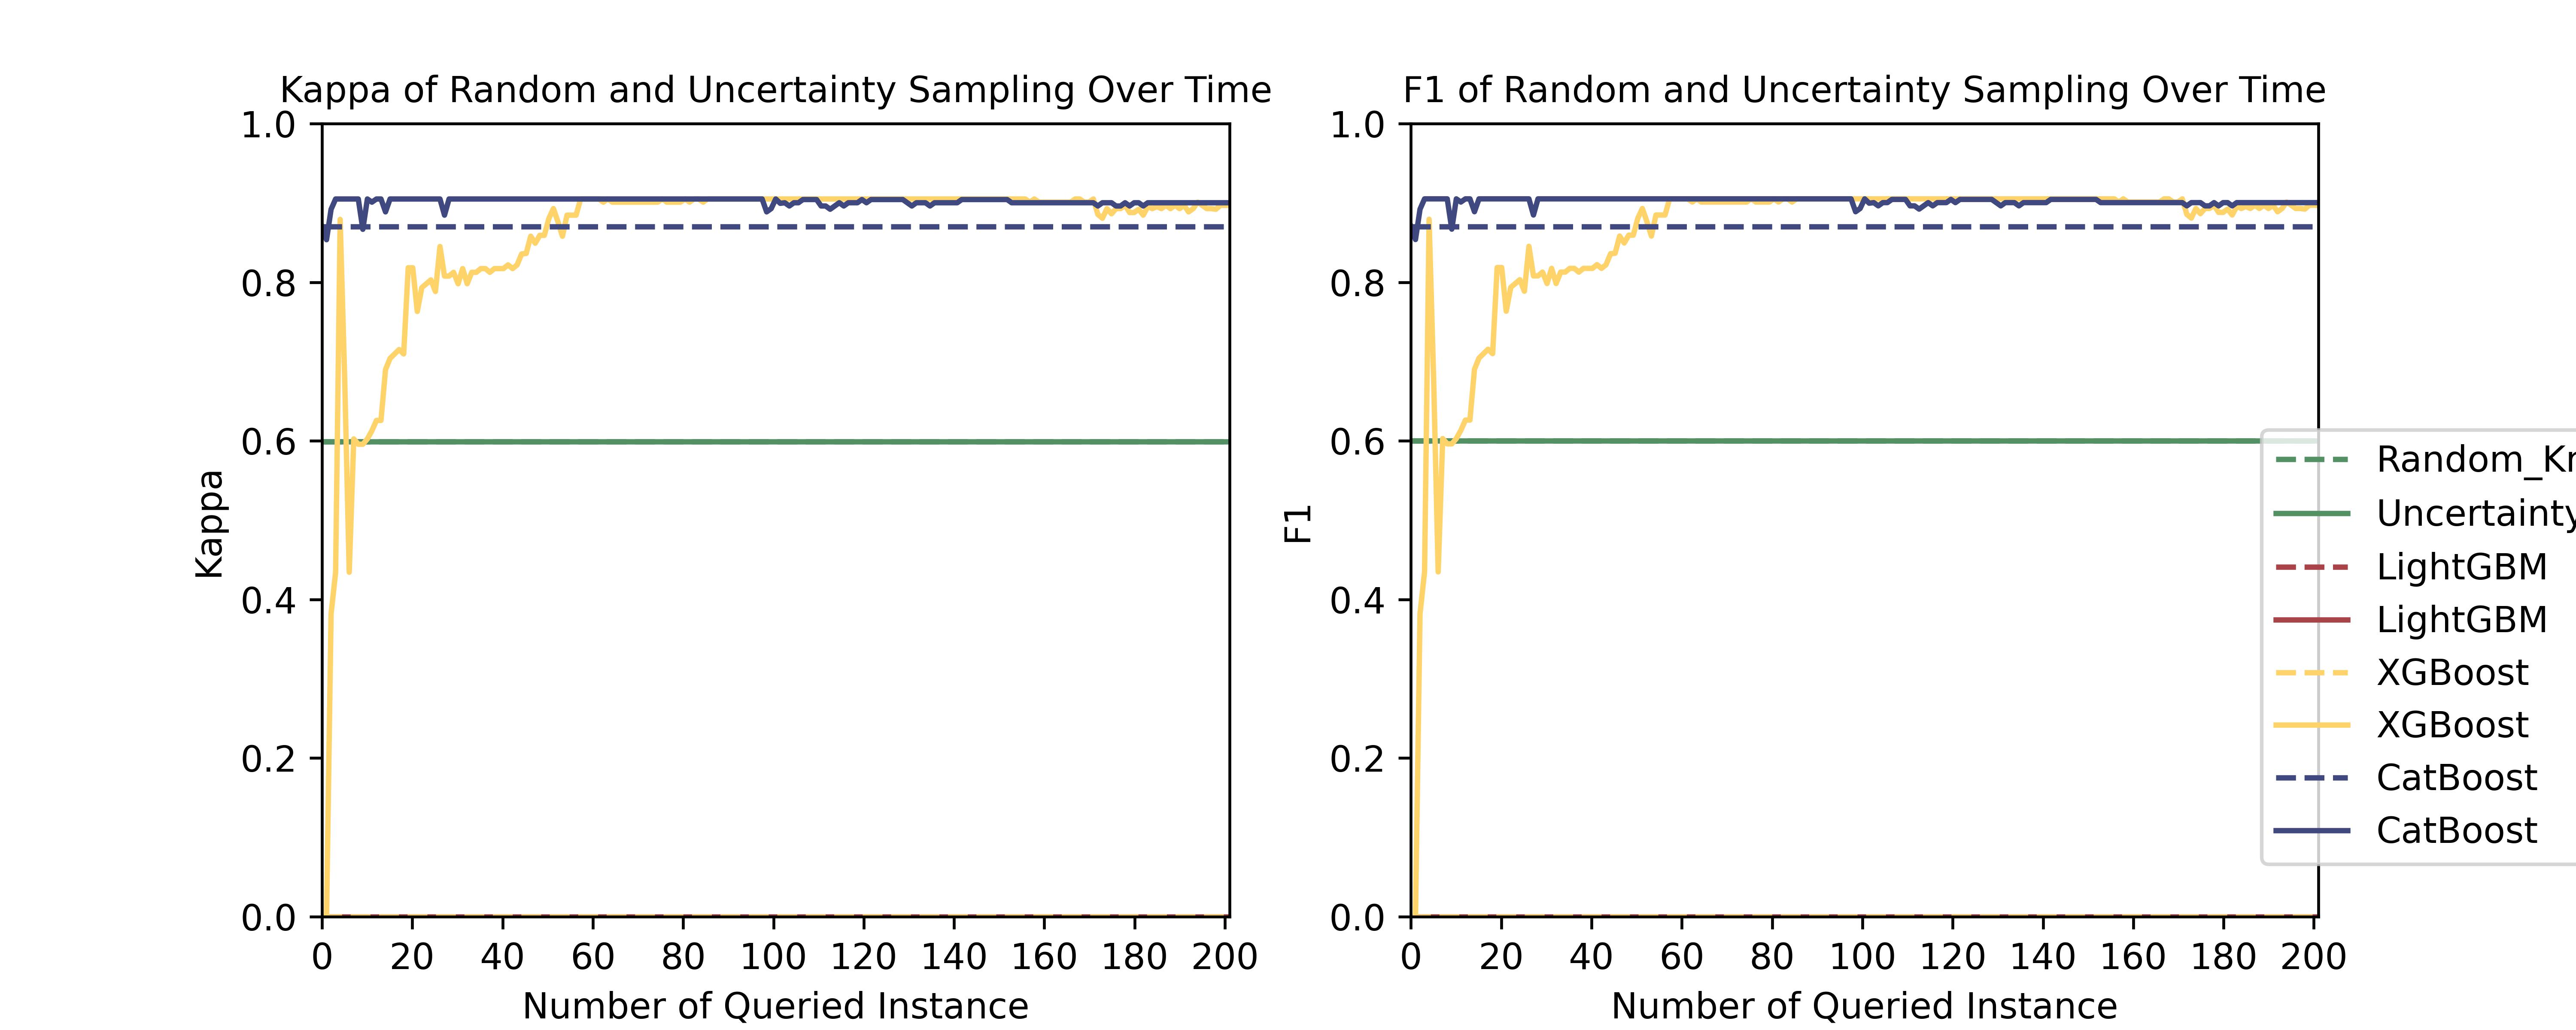 Kappa of Random and Uncertainty Sampling Over Time
1.0
0.8
0.6
0.4
0.2
0.0
Kappa
0 20 40 60 80 100 120 140 160 180 200
Number of Queried Instance
F1 of Random and Uncertainty Sampling Over Time
1.0
0.8
0.6
0.4
0.2
0.0
F1
0 20 40 60 80 100 120 140 160 180 200
Number of Queried Instance
Uncertainty
LightGBM
LightGBM
XGBoost
XGBoost
CatBoost
CatBoost